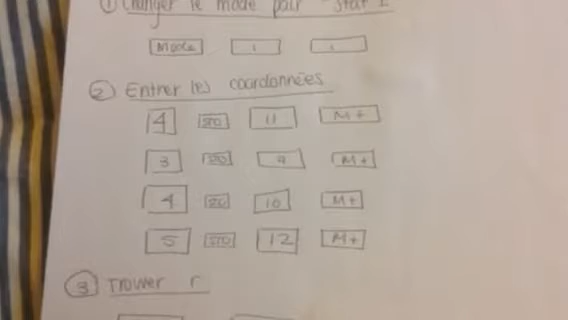 ① Changer le mode pour "Stat 1
Mode 1 1
② Entrer les coordonnées
4 STO 11 M+
3 STO 9 M+
4 STO 10 M+
5 STO 12 M+
③ Trouver r